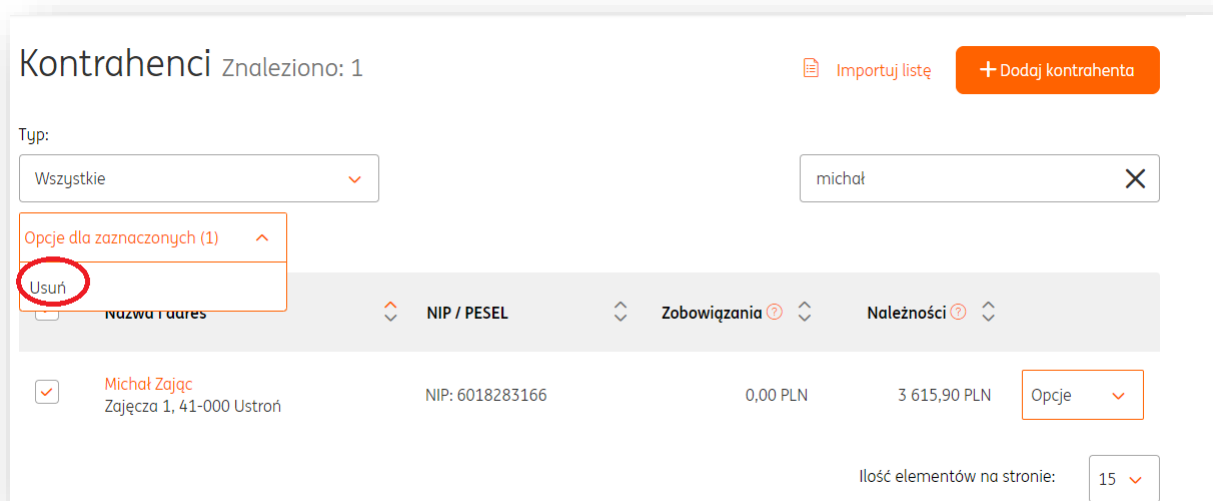 Kontrahenci Znaleziono: 1
Importuj listę
+ Dodaj kontrahenta
Typ:
Wszystkie
michał
Opcje dla zaznaczonych (1)
Usuń
Nazwa i adres
NIP / PESEL
Zobowiązania ?
Należności ?
Michał Zając
Zajęcza 1, 41-000 Ustroń
NIP: 6018283166
0,00 PLN
3 615,90 PLN
Opcje
Ilość elementów na stronie:
15